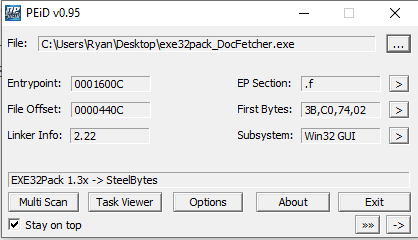 PEiD v0.95
File: C:\Users\Ryan\Desktop\exe32pack_DocFetcher.exe ...
Entrypoint: 0001600C EP Section: .f >
File Offset: 0000440C First Bytes: 3B,C0,74,02 >
Linker Info: 2.22 Subsystem: Win32 GUI >
EXE32Pack 1.3x -> SteelBytes
Multi Scan Task Viewer Options About Exit
Stay on top »» ->